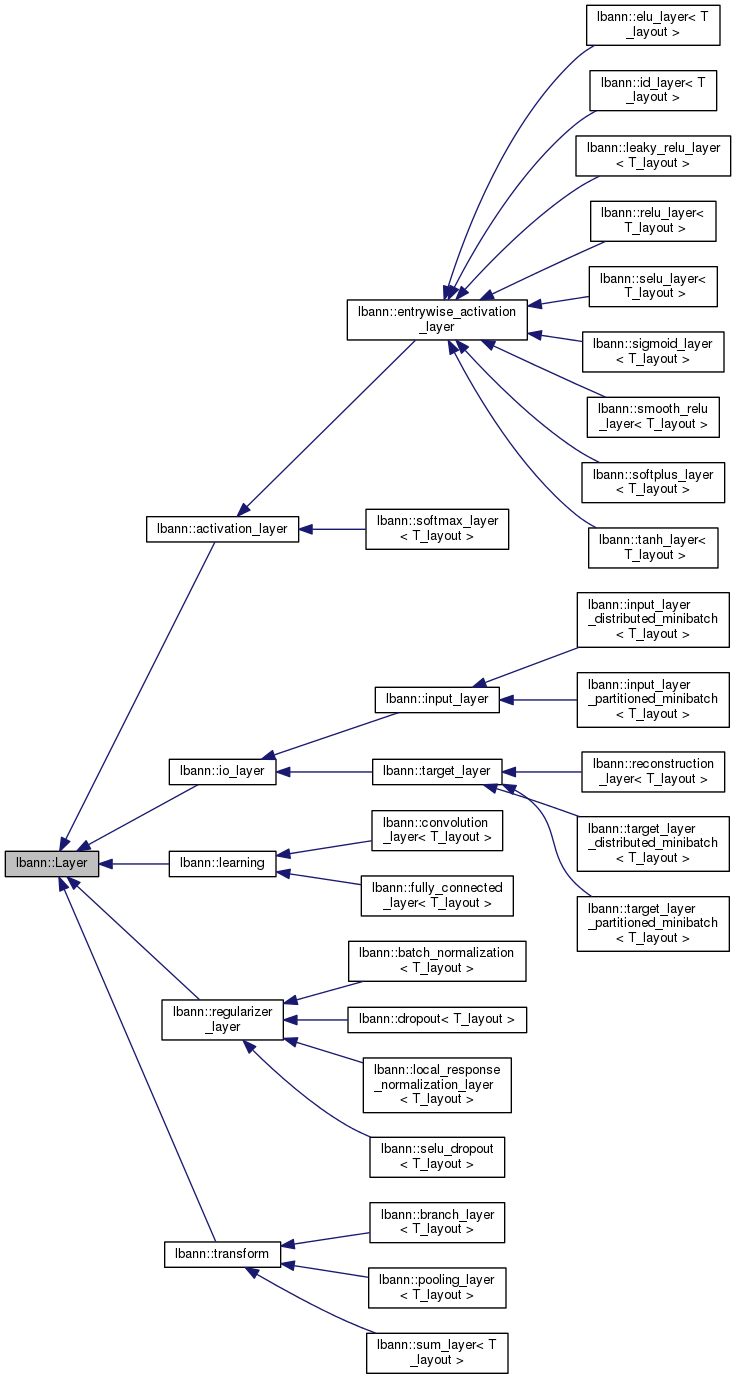 lbann::elu_layer< T
_layout >
lbann::id_layer< T
_layout >
lbann::leaky_relu_layer
< T_layout >
lbann::relu_layer<
T_layout >
lbann::selu_layer<
T_layout >
lbann::entrywise_activation
_layer
lbann::sigmoid_layer
< T_layout >
lbann::smooth_relu
_layer< T_layout >
lbann::softplus_layer
< T_layout >
lbann::activation_layer
lbann::softmax_layer
< T_layout >
lbann::tanh_layer<
T_layout >
lbann::input_layer
_distributed_minibatch
< T_layout >
lbann::input_layer
lbann::input_layer
_partitioned_minibatch
< T_layout >
lbann::io_layer
lbann::target_layer
lbann::reconstruction
_layer< T_layout >
lbann::target_layer
_distributed_minibatch
< T_layout >
lbann::target_layer
_partitioned_minibatch
< T_layout >
lbann::Layer
lbann::learning
lbann::convolution
_layer< T_layout >
lbann::fully_connected
_layer< T_layout >
lbann::regularizer
_layer
lbann::batch_normalization
< T_layout >
lbann::dropout< T_layout >
lbann::local_response
_normalization_layer
< T_layout >
lbann::selu_dropout
< T_layout >
lbann::transform
lbann::branch_layer
< T_layout >
lbann::pooling_layer
< T_layout >
lbann::sum_layer< T
_layout >